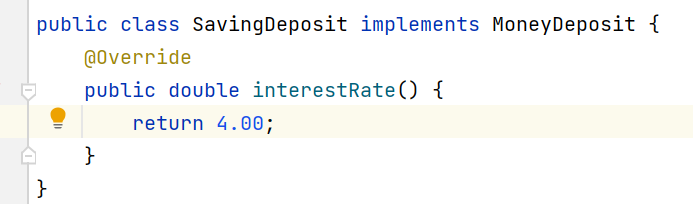 public class SavingDeposit implements MoneyDeposit {
    @Override
    public double interestRate() {
        return 4.00;
    }
}